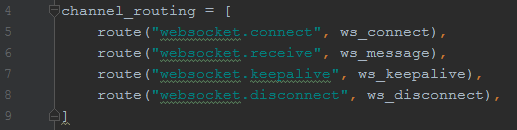 4 channel_routing = [
5 route("websocket.connect", ws_connect),
6 route("websocket.receive", ws_message),
7 route("websocket.keepalive", ws_keepalive),
8 route("websocket.disconnect", ws_disconnect),
9 ]